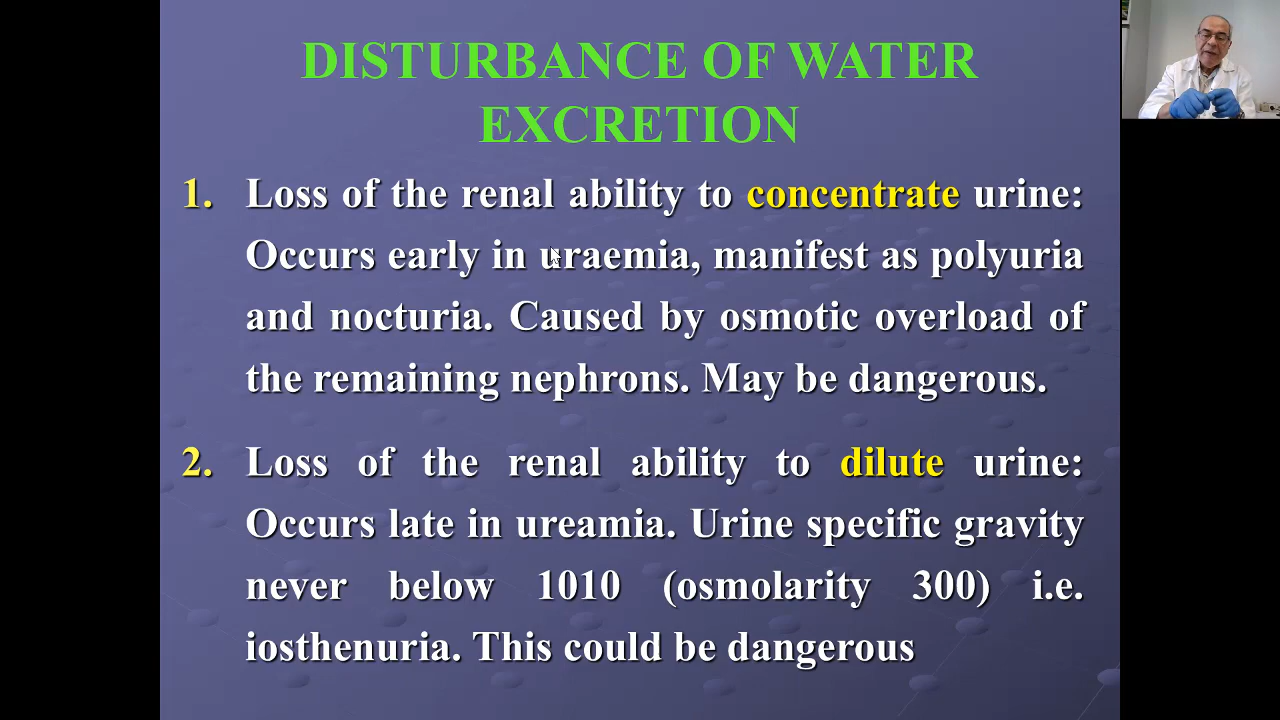 DISTURBANCE OF WATER
EXCRETION
1. Loss of the renal ability to concentrate urine:
Occurs early in uraemia, manifest as polyuria
and nocturia. Caused by osmotic overload of
the remaining nephrons. May be dangerous.
2. Loss of the renal ability to dilute urine:
Occurs late in ureamia. Urine specific gravity
never below 1010 (osmolarity 300) i.e.
iosthenuria. This could be dangerous